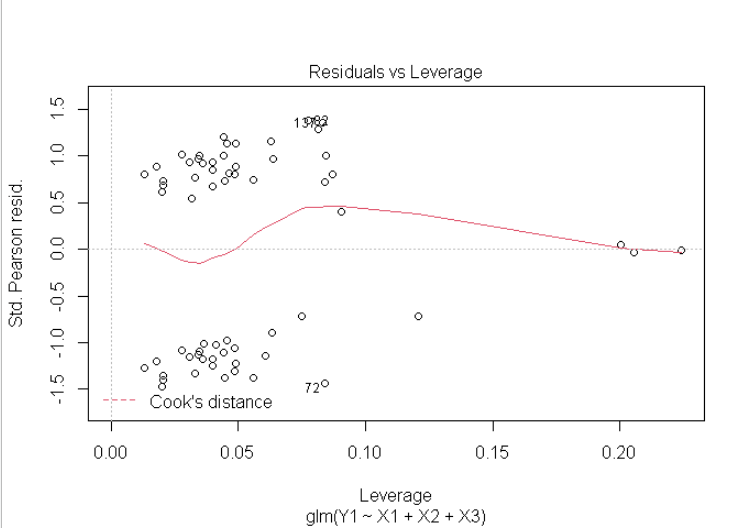 Residuals vs Leverage
Std. Pearson resid.
1.5
1.0
0.5
0.0
-0.5
-1.0
-1.5
72
Cook's distance
0.00 0.05 0.10 0.15 0.20
Leverage
glm(Y1 ~ X1 + X2 + X3)